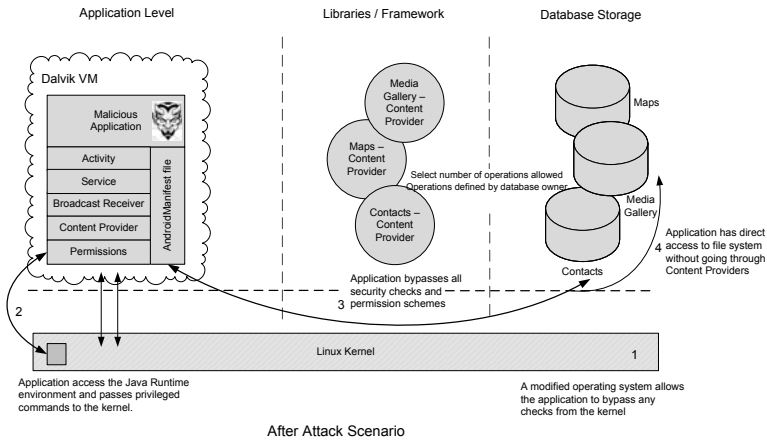 Application Level
Libraries / Framework
Database Storage
Dalvik VM
Malicious
Application
Activity
Service
Broadcast Receiver
Content Provider
Permissions
AndroidManifest file
Media
Gallery –
Content
Provider
Maps –
Content
Provider
Contacts –
Content
Provider
Select number of operations allowed
Operations defined by database owner
Maps
Media
Gallery
Contacts
4
Application has direct
access to file system
without going through
Content Providers
Application bypasses all
security checks and
permission schemes
3
2
Linux Kernel
1
Application access the Java Runtime
environment and passes privileged
commands to the kernel.
A modified operating system allows
the application to bypass any
checks from the kernel
After Attack Scenario